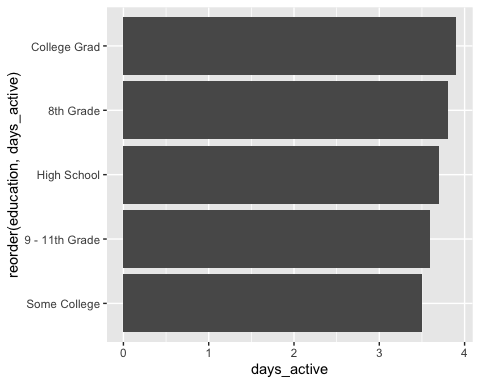 College Grad
8th Grade
High School
9 - 11th Grade
Some College
reorder(education, days_active)
0 1 2 3 4
days_active